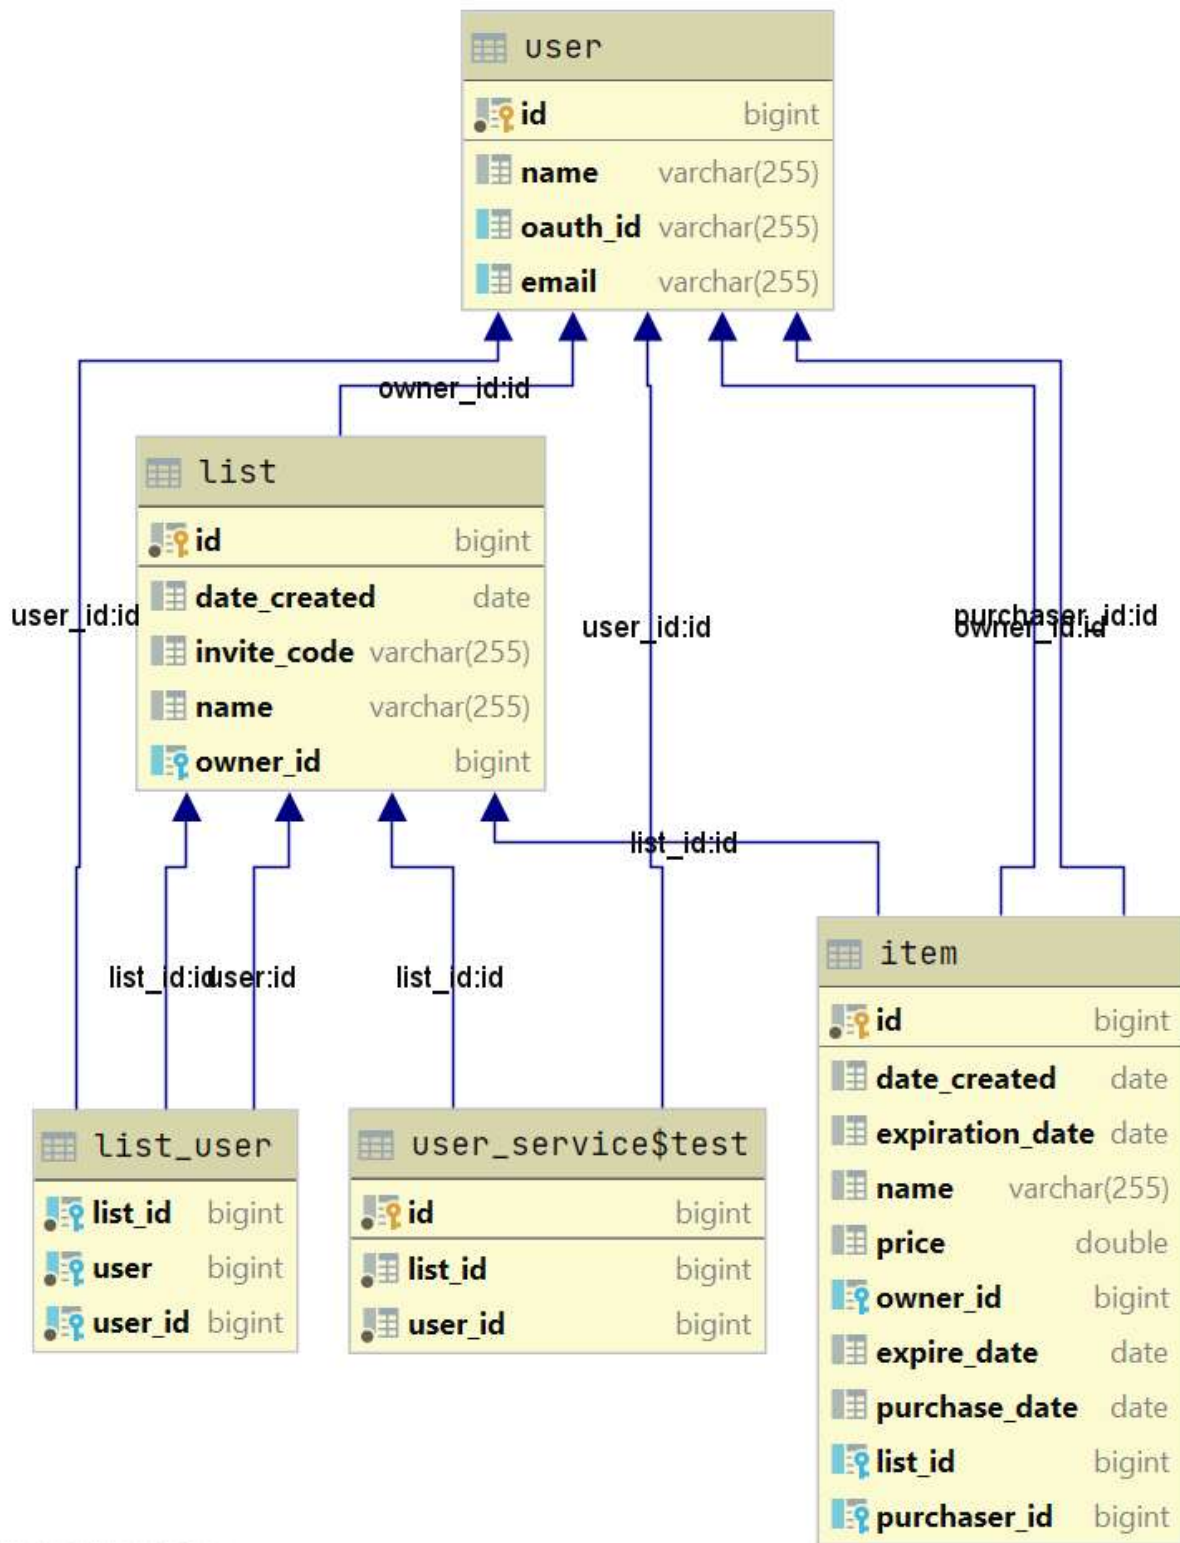 user
id bigint
name varchar(255)
oauth_id varchar(255)
email varchar(255)
owner_id:id
list
id bigint
date_created date
invite_code varchar(255)
name varchar(255)
owner_id bigint
user_id:id
user_id:id
purchaser_id:id
owner_id:id
list_id:id
list_id:id
user:id
list_id:id
list_user
list_id bigint
user bigint
user_id bigint
user_service$test
id bigint
list_id bigint
user_id bigint
item
id bigint
date_created date
expiration_date date
name varchar(255)
price double
owner_id bigint
expire_date date
purchase_date date
list_id bigint
purchaser_id bigint